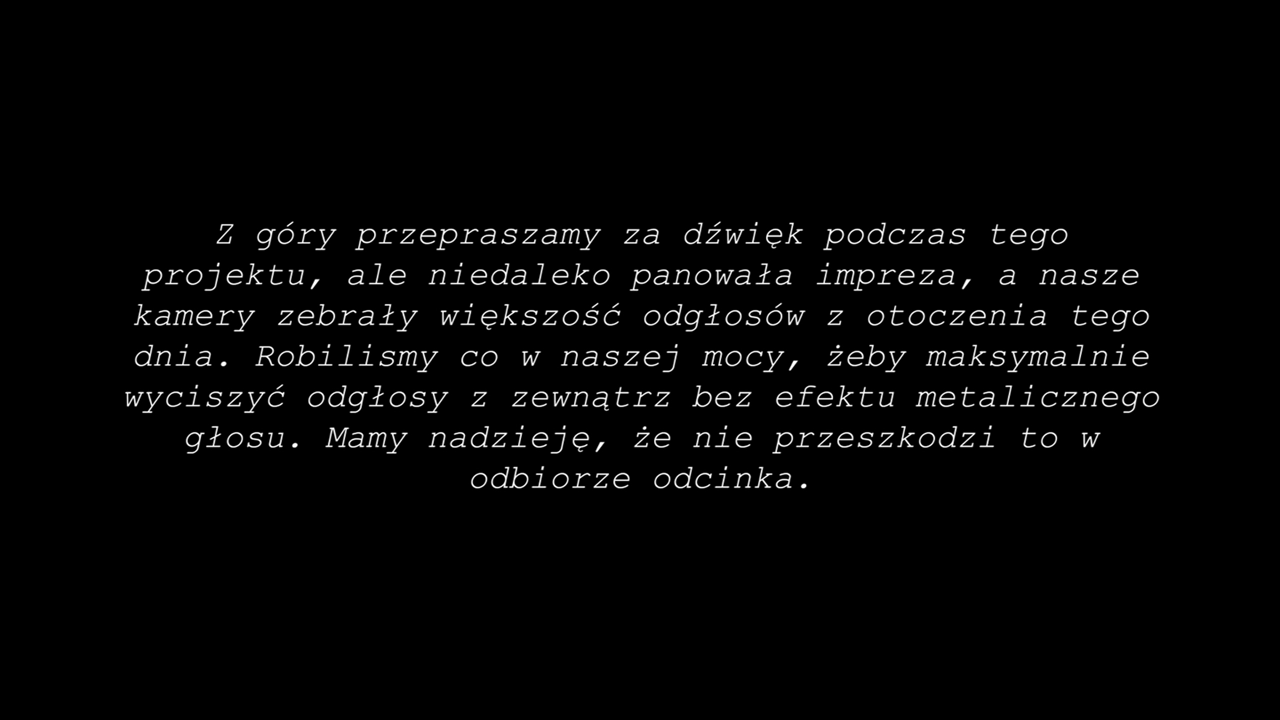 Z góry przepraszamy za dźwięk podczas tego
projektu, ale niedaleko panowała impreza, a nasze
kamery zebrały większość odgłosów z otoczenia tego
dnia. Robilismy co w naszej mocy, żeby maksymalnie
wyciszyć odgłosy z zewnątrz bez efektu metalicznego
głosu. Mamy nadzieję, że nie przeszkodzi to w
odbiorze odcinka.